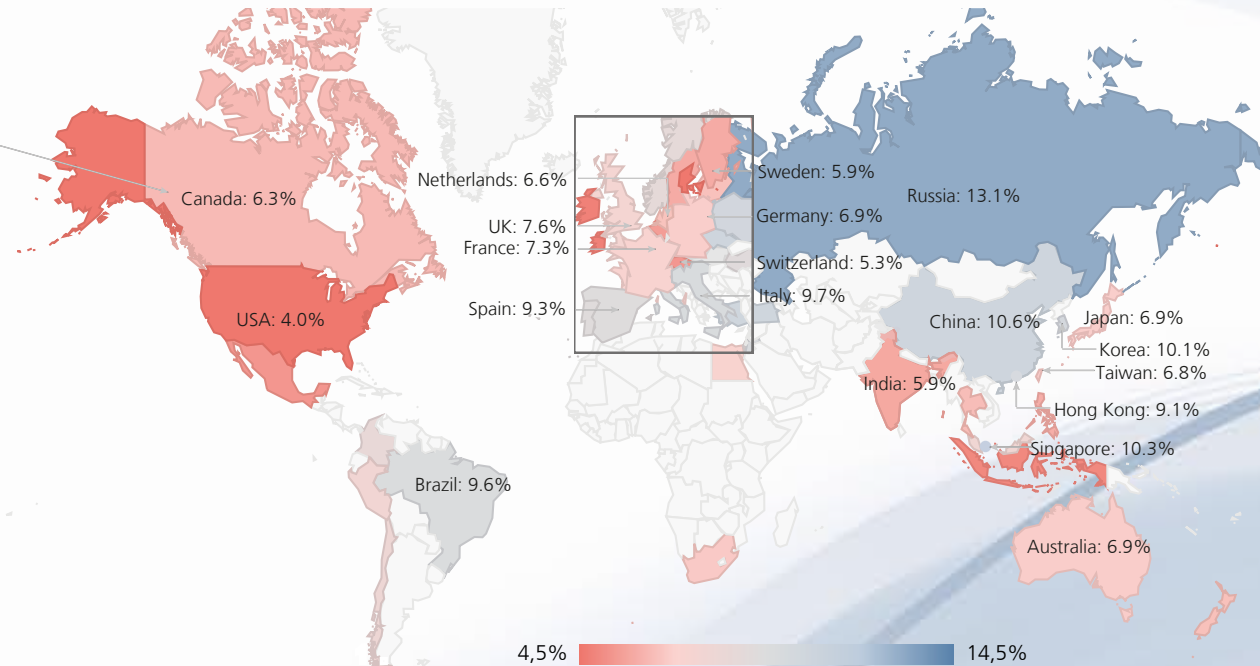 Netherlands: 6.6%
Sweden: 5.9%
Canada: 6.3%
Russia: 13.1%
UK: 7.6%
Germany: 6.9%
France: 7.3%
Switzerland: 5.3%
Italy: 9.7%
Spain: 9.3%
USA: 4.0%
China: 10.6%
Japan: 6.9%
Korea: 10.1%
Taiwan: 6.8%
India: 5.9%
Hong Kong: 9.1%
Singapore: 10.3%
Brazil: 9.6%
Australia: 6.9%
4,5%
14,5%